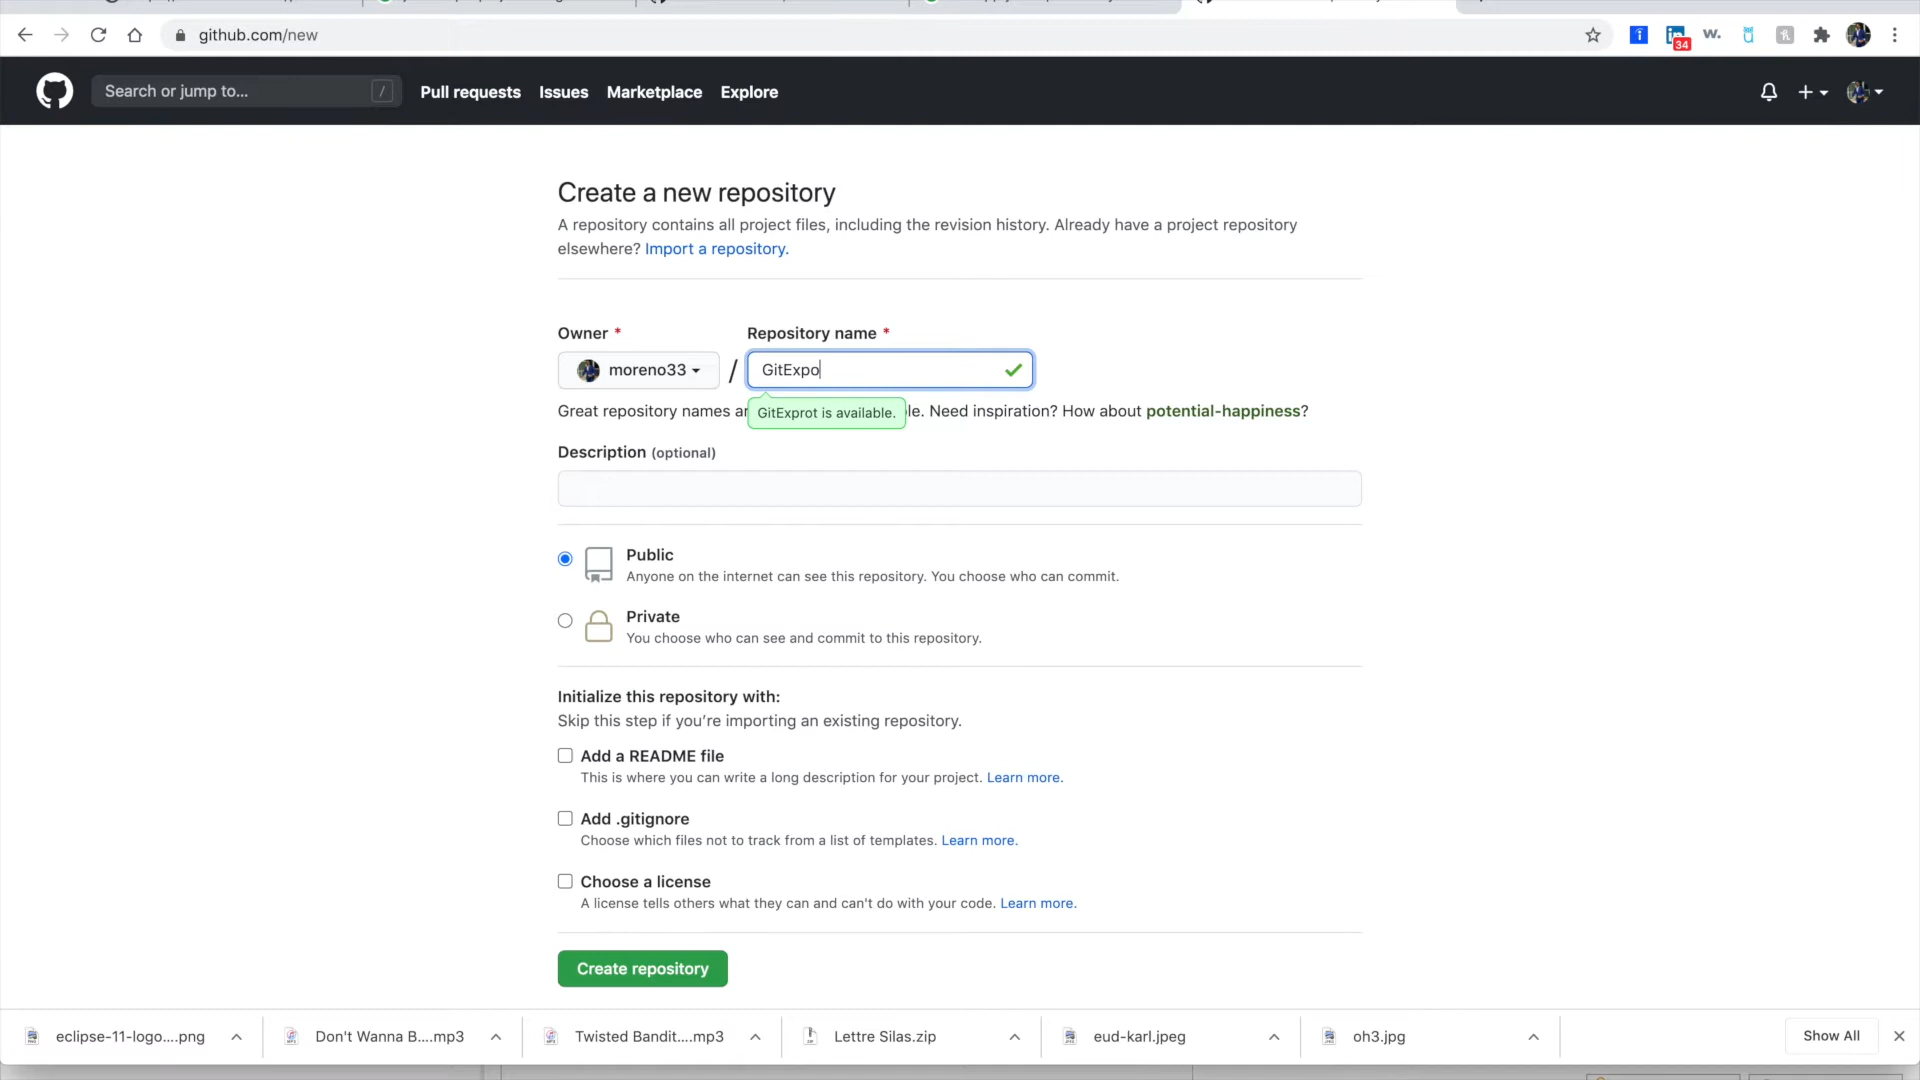 github.com/new
34
w.
Search or jump to... /
Pull requests Issues Marketplace Explore
Create a new repository
A repository contains all project files, including the revision history. Already have a project repository
elsewhere? Import a repository.
Owner * Repository name *
moreno33 / GitExpo
GitExprot is available.
Great repository names ar le. Need inspiration? How about potential-happiness?
Description (optional)
Public
Anyone on the internet can see this repository. You choose who can commit.
Private
You choose who can see and commit to this repository.
Initialize this repository with:
Skip this step if you’re importing an existing repository.
Add a README file
This is where you can write a long description for your project. Learn more.
Add .gitignore
Choose which files not to track from a list of templates. Learn more.
Choose a license
A license tells others what they can and can't do with your code. Learn more.
Create repository
eclipse-11-logo....png
Don't Wanna B....mp3
Twisted Bandit....mp3
Lettre Silas.zip
eud-karl.jpeg
oh3.jpg
Show All